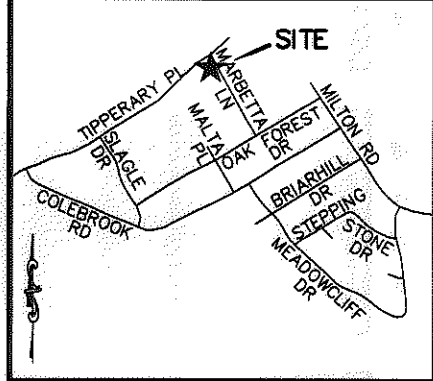 SITE
TIPPERARY PL
MARBETTA
LN
MALTA
PL
SLAGLE
DR
OAK FOREST
DR
MILTON RD
BRIARHILL
DR
STEPPING
STONE
DR
COLEBROOK
RD
MEADOWCLIFF
DR